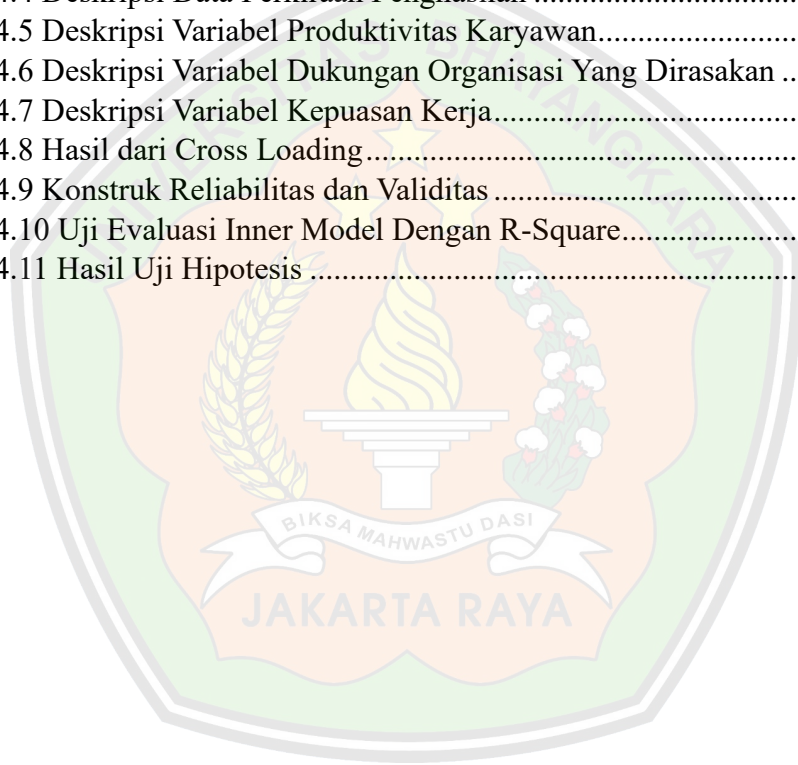 4.5 Deskripsi Variabel Produktivitas Karyawan........................
4.6 Deskripsi Variabel Dukungan Organisasi Yang Dirasakan ..
4.7 Deskripsi Variabel Kepuasan Kerja.....................................
4.8 Hasil dari Cross Loading.....................................................
4.9 Konstruk Reliabilitas dan Validitas .....................................
4.10 Uji Evaluasi Inner Model Dengan R-Square.....................
4.11 Hasil Uji Hipotesis ............................................................
UNIVERSITAS BHAYANGKARA
BIKSA MAHWASTU DASI
JAKARTA RAYA